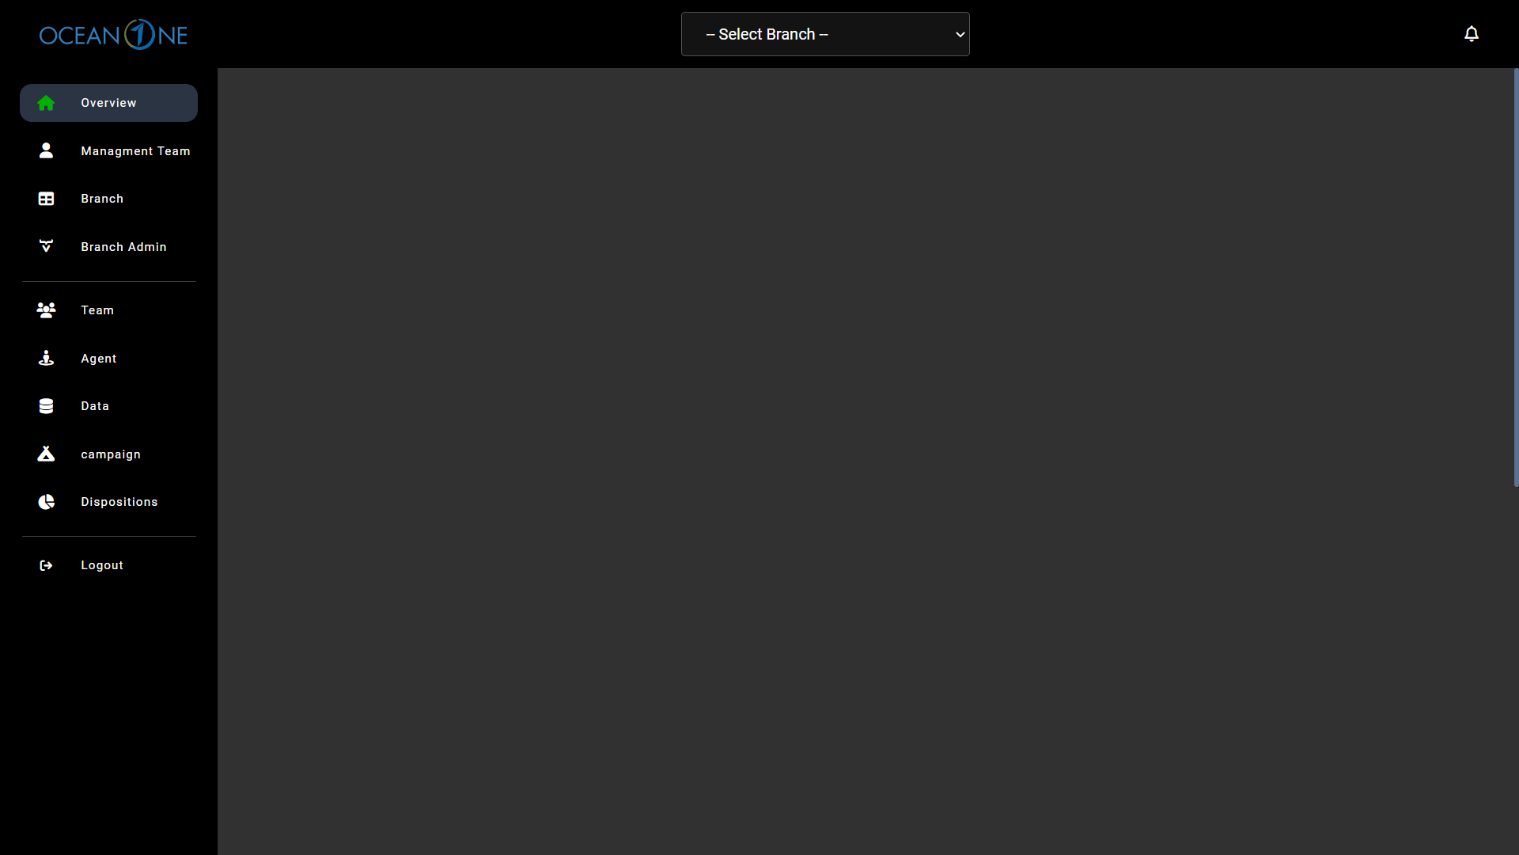 OCEAN1NE
-- Select Branch --
Overview
Managment Team
Branch
Branch Admin
Team
Agent
Data
campaign
Dispositions
Logout